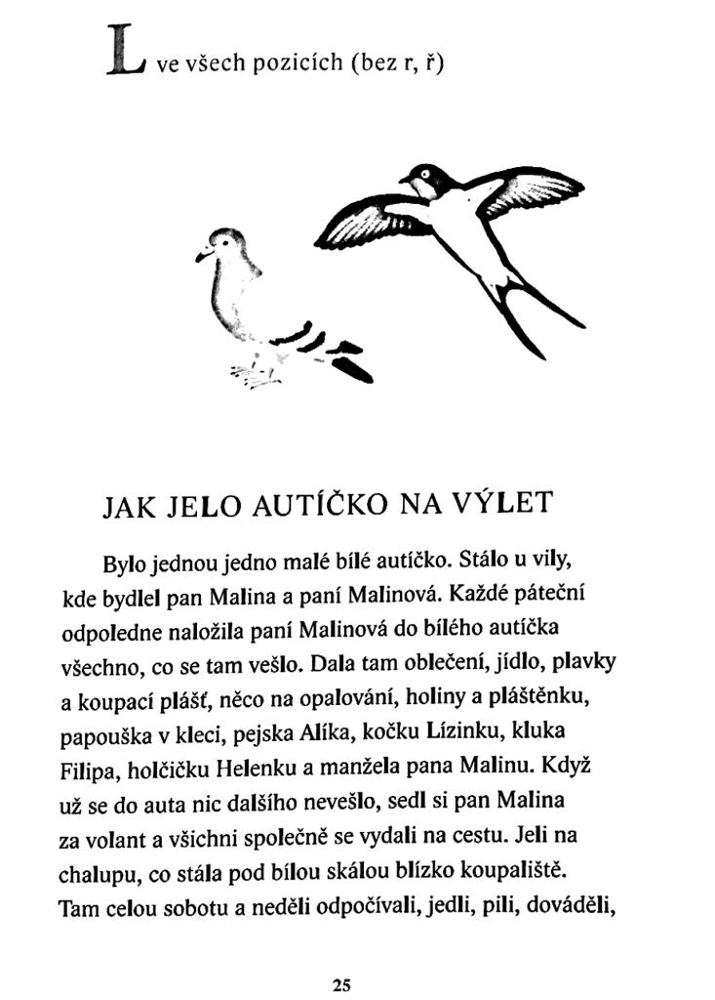 L ve všech pozicích (bez r, ř)
JAK JELO AUTÍČKO NA VÝLET
Bylo jednou jedno malé bílé autíčko. Stálo u vily,
kde bydlel pan Malina a paní Malinová. Každé páteční
odpoledne naložila paní Malinová do bílého autíčka
všechno, co se tam vešlo. Dala tam oblečení, jídlo, plavky
a koupací plášť, něco na opalování, holiny a pláštěnku,
papouška v kleci, pejska Alíka, kočku Lízinku, kluka
Filipa, holčičku Helenku a manžela pana Malinu. Když
už se do auta nic dalšího nevešlo, sedl si pan Malina
za volant a všichni společně se vydali na cestu. Jeli na
chalupu, co stála pod bílou skálou blízko koupaliště.
Tam celou sobotu a neděli odpočívali, jedli, pili, dováděli,
25